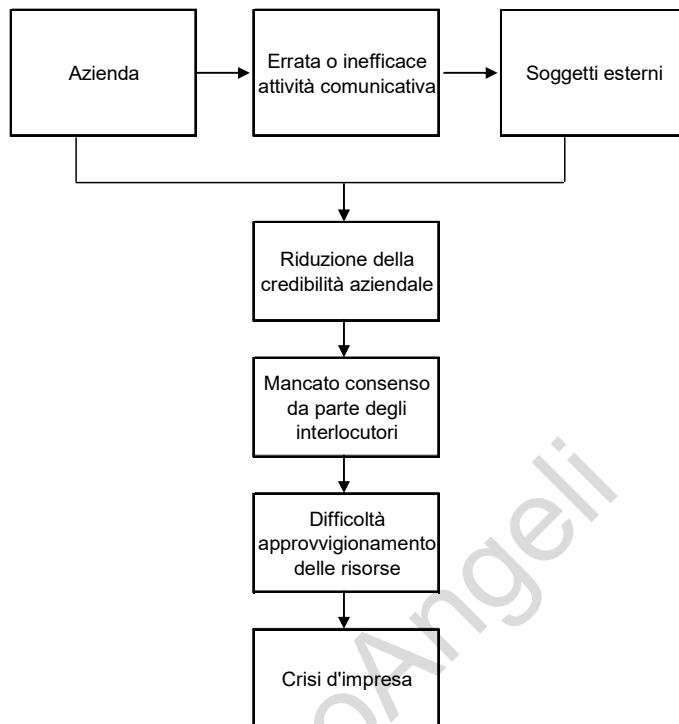 Azienda
Errata o inefficace
attività comunicativa
Soggetti esterni
Riduzione della
credibilità aziendale
Mancato consenso
da parte degli
interlocutori
Difficoltà
approvvigionamento
delle risorse
Crisi d'impresa
oAngeli